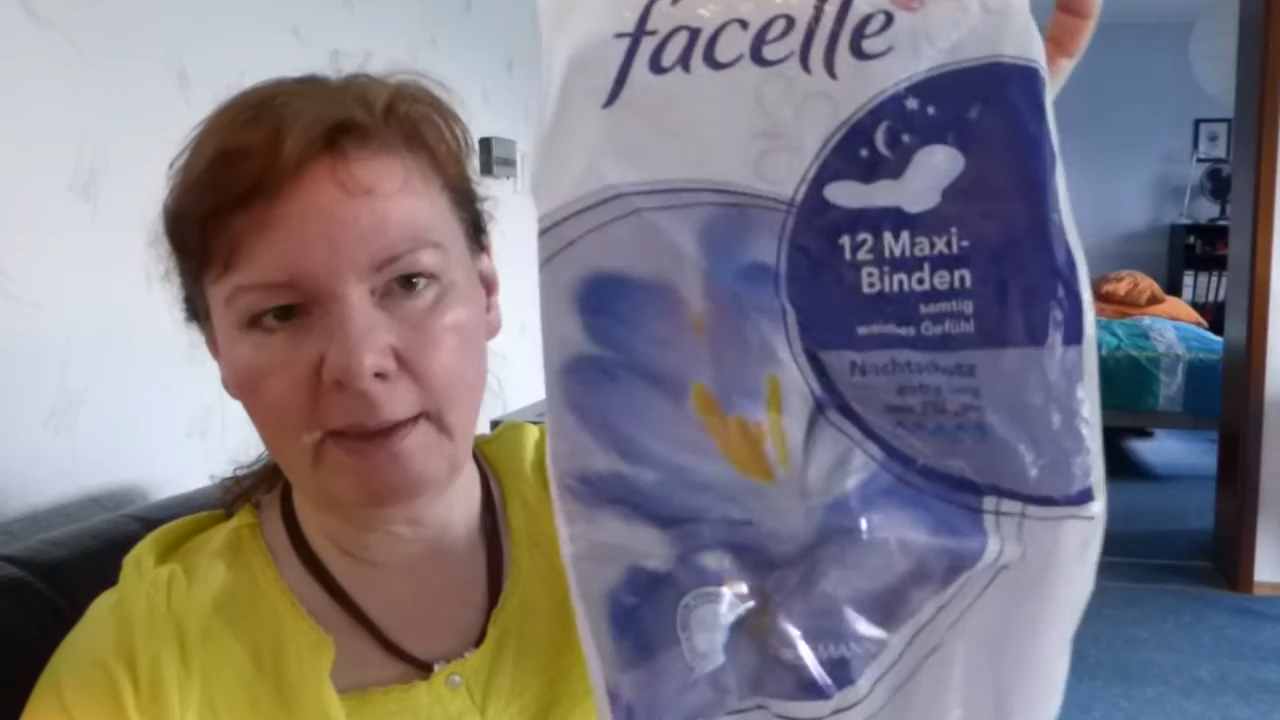 facelle
12 Maxi-
Binden
samtig
weiches Gefühl
Nachtschutz
extra lang